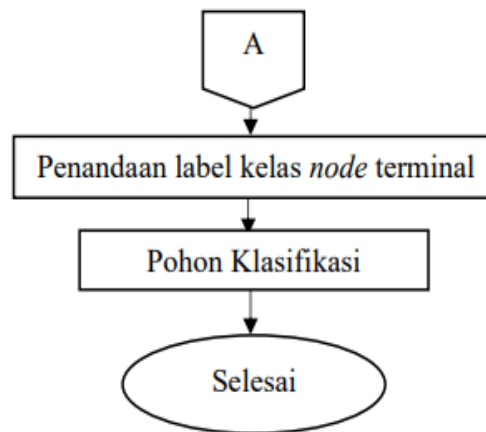 A
Penandaan label kelas node terminal
Pohon Klasifikasi
Selesai